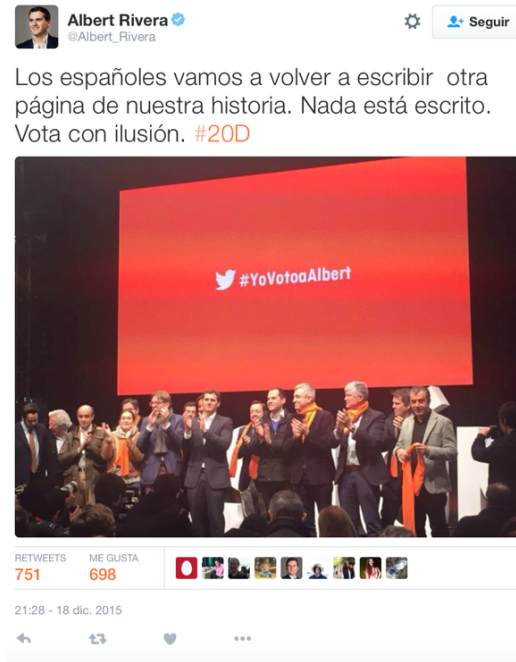 Albert Rivera
@Albert_Rivera
Seguir
Los españoles vamos a volver a escribir otra
página de nuestra historia. Nada está escrito.
Vota con ilusión. #20D
#YoVotoaAlbert
RETWEETS
ME GUSTA
751
698
21:28 - 18 dic. 2015